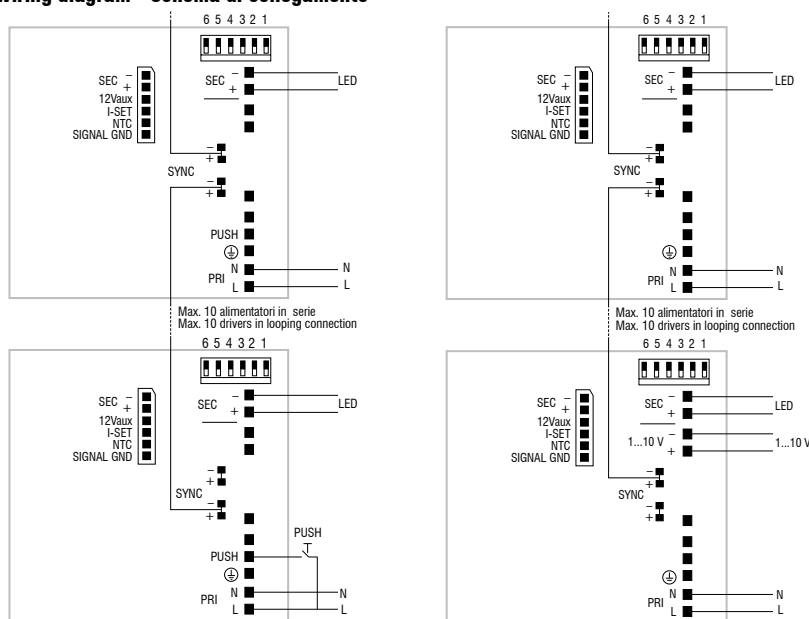 wiring diagram - Schema di collegamento
6 5 4 3 2 1
SEC - +
12Vaux
I-SET
NTC
SIGNAL GND
SEC - +
LED
- +
SYNC
- +
PUSH
PRI
N
L
N
L
Max. 10 alimentatori in serie
Max. 10 drivers in looping connection
6 5 4 3 2 1
SEC - +
12Vaux
I-SET
NTC
SIGNAL GND
SEC - +
LED
- +
SYNC
- +
PRI
N
L
N
L
Max. 10 alimentatori in serie
Max. 10 drivers in looping connection
6 5 4 3 2 1
SEC - +
12Vaux
I-SET
NTC
SIGNAL GND
SEC - +
LED
- +
SYNC
- +
PUSH
PUSH
PRI
N
L
N
L
6 5 4 3 2 1
SEC - +
12Vaux
I-SET
NTC
SIGNAL GND
SEC - +
LED
1...10 V - +
1...10 V
- +
SYNC
- +
PRI
N
L
N
L